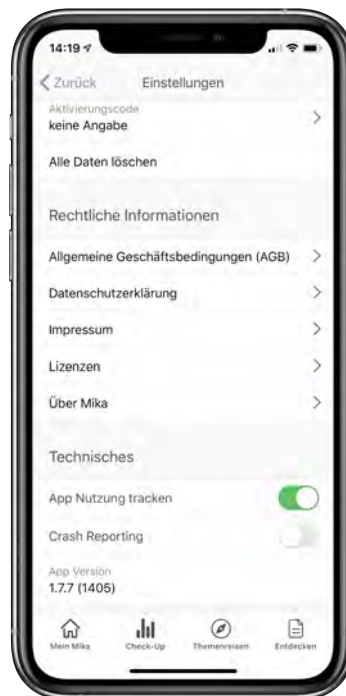 14:19
Zurück
Einstellungen
Aktivierungscode
keine Angabe
Alle Daten löschen
Rechtliche Informationen
Allgemeine Geschäftsbedingungen (AGB)
Datenschutzerklärung
Impressum
Lizenzen
Über Mika
Technisches
App Nutzung tracken
Crash Reporting
App Version
1.7.7 (1405)
Mein Mika
Check-Up
Themenreisen
Entdecken